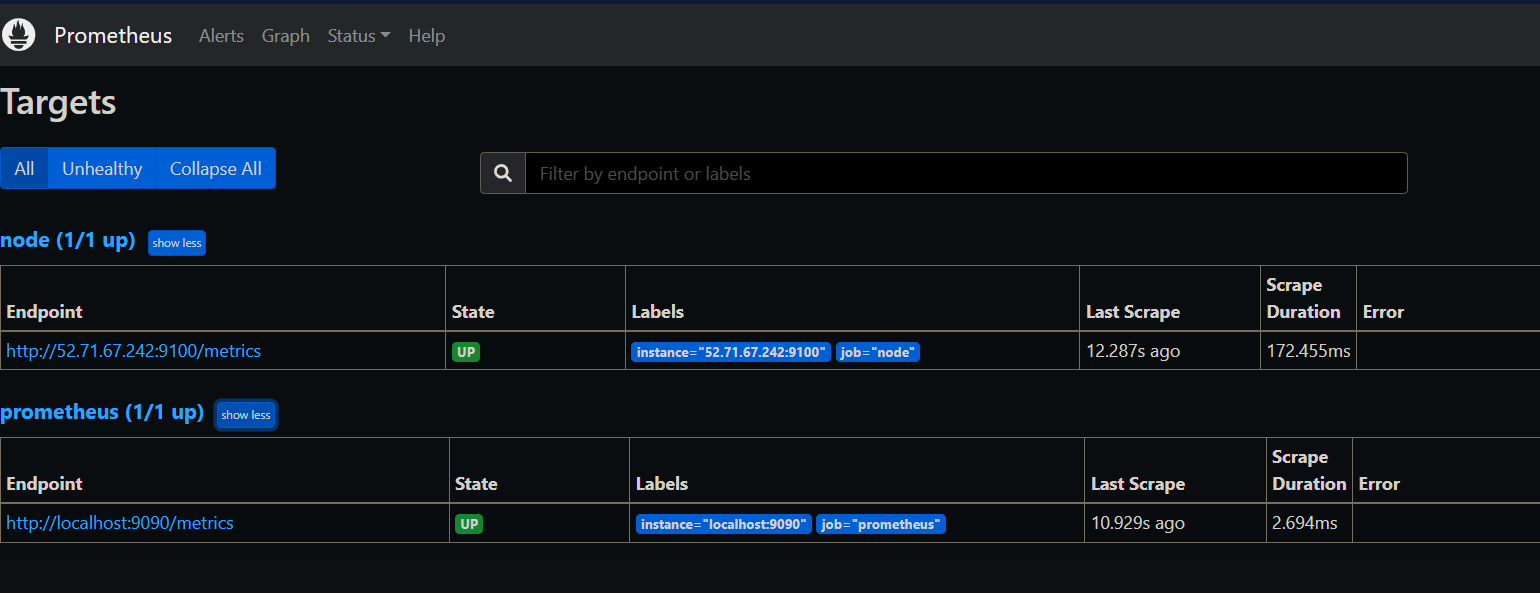 Prometheus Alerts Graph Status Help
Targets
All Unhealthy Collapse All
Filter by endpoint or labels
node (1/1 up) show less
Endpoint State Labels Last Scrape Scrape Duration Error
http://52.71.67.242:9100/metrics UP instance="52.71.67.242:9100" job="node" 12.287s ago 172.455ms
prometheus (1/1 up) show less
Endpoint State Labels Last Scrape Scrape Duration Error
http://localhost:9090/metrics UP instance="localhost:9090" job="prometheus" 10.929s ago 2.694ms